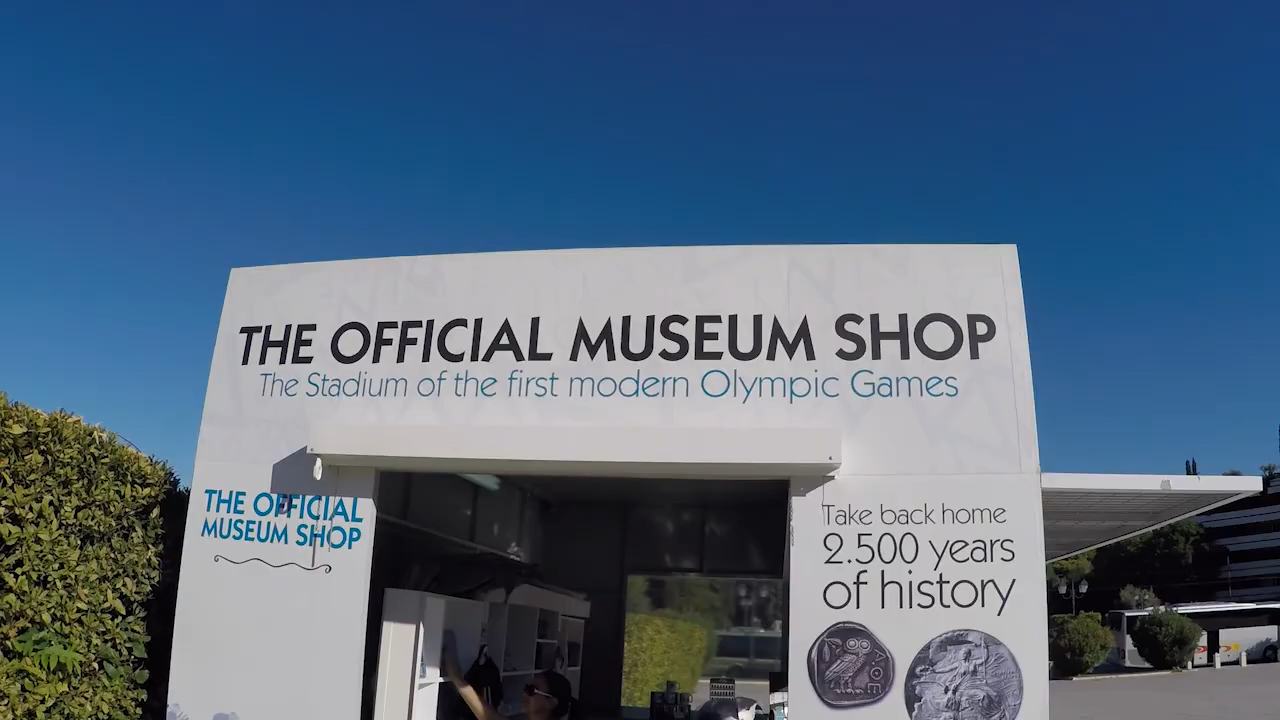 THE OFFICIAL MUSEUM SHOP
The Stadium of the first modern Olympic Games
THE OFFICIAL
MUSEUM SHOP
Take back home
2.500 years
of history
ΑΘΕ